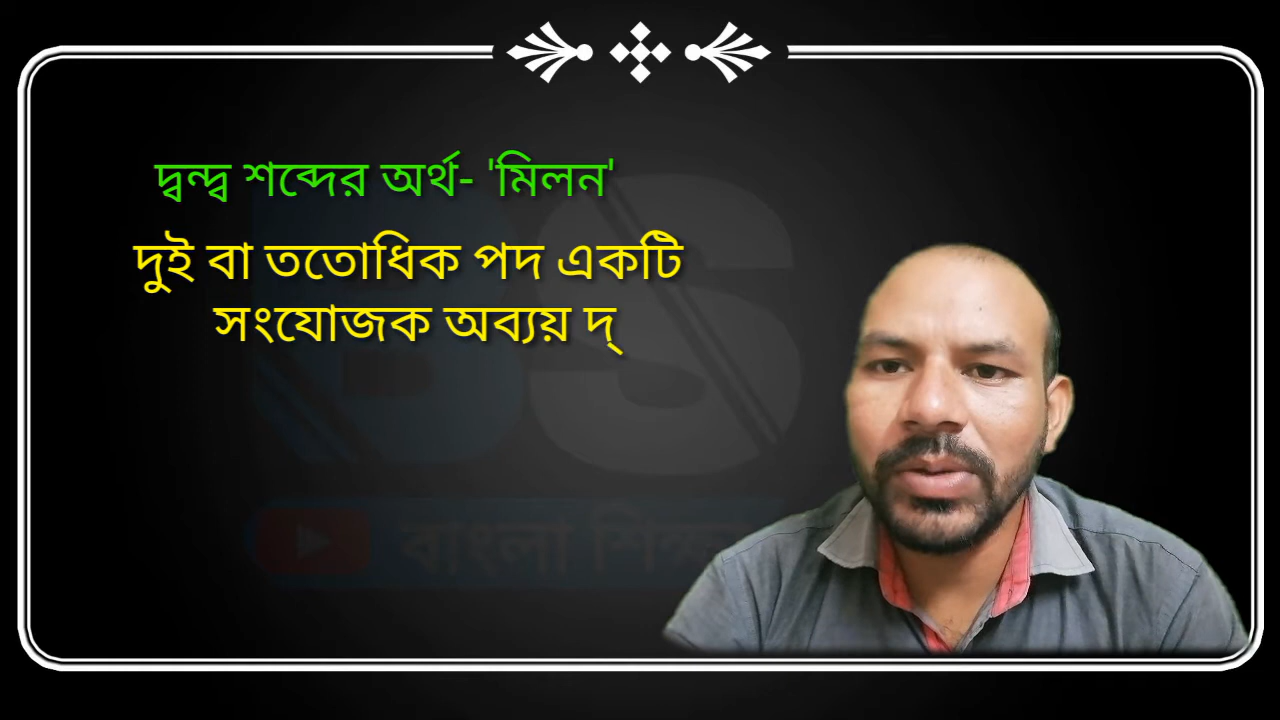 দ্বন্দ্ব শব্দের অর্থ- 'মিলন'
দুই বা ততোধিক পদ একটি
সংযোজক অব্যয় দ্
বাংলা